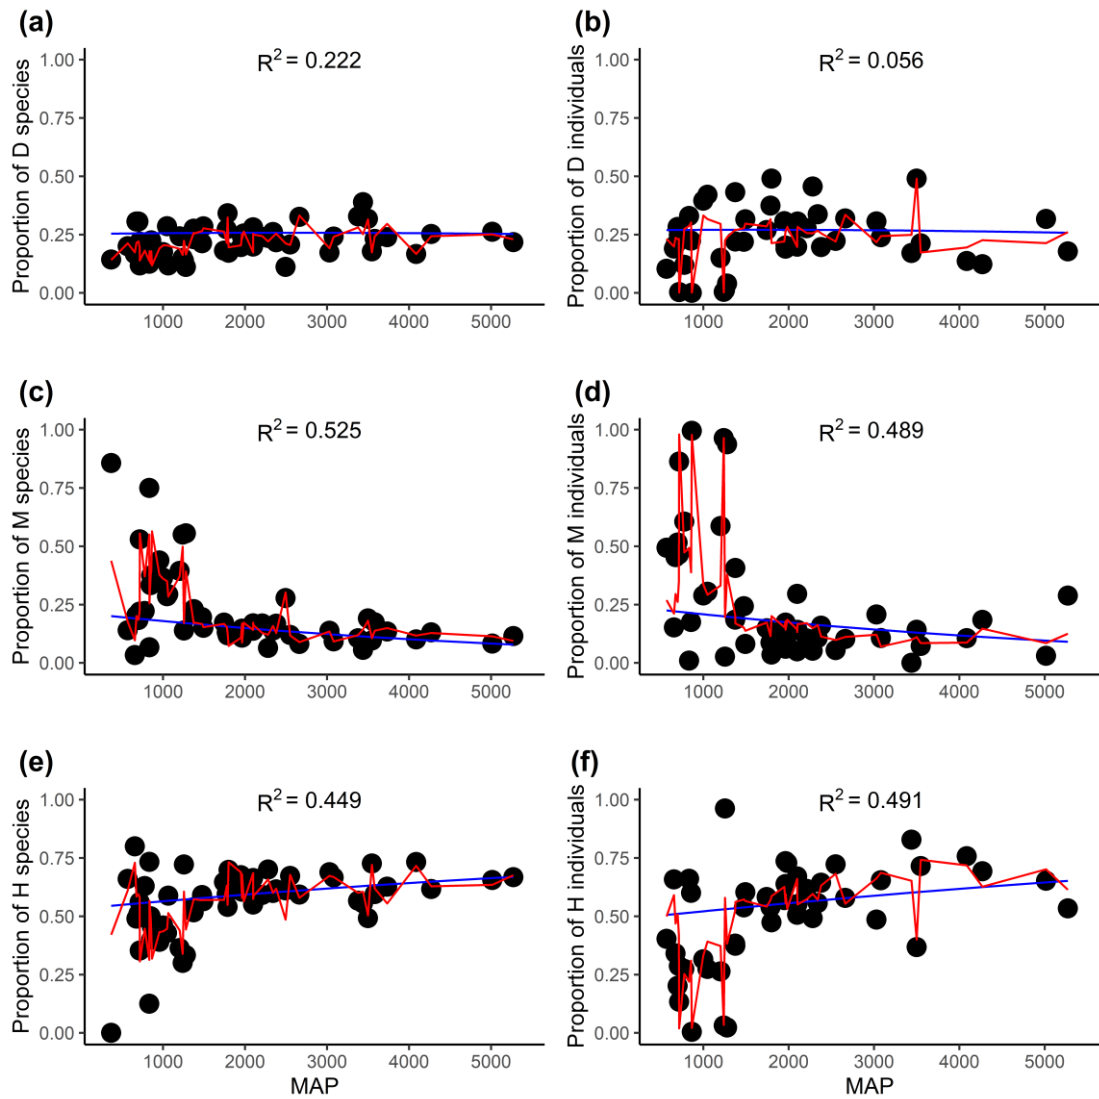 (a)
R² = 0.222
Proportion of D species
1.00
0.75
0.50
0.25
0.00
1000 2000 3000 4000 5000
(b)
R² = 0.056
Proportion of D individuals
1.00
0.75
0.50
0.25
0.00
1000 2000 3000 4000 5000
(c)
R² = 0.525
Proportion of M species
1.00
0.75
0.50
0.25
0.00
1000 2000 3000 4000 5000
(d)
R² = 0.489
Proportion of M individuals
1.00
0.75
0.50
0.25
0.00
1000 2000 3000 4000 5000
(e)
R² = 0.449
Proportion of H species
1.00
0.75
0.50
0.25
0.00
1000 2000 3000 4000 5000
MAP
(f)
R² = 0.491
Proportion of H individuals
1.00
0.75
0.50
0.25
0.00
1000 2000 3000 4000 5000
MAP